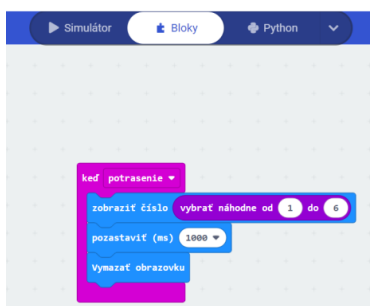 Simulátor Bloky Python
keď potrasenie
zobraziť číslo vybrať náhodne od 1 do 6
pozastaviť (ms) 1000
Vymazať obrazovku